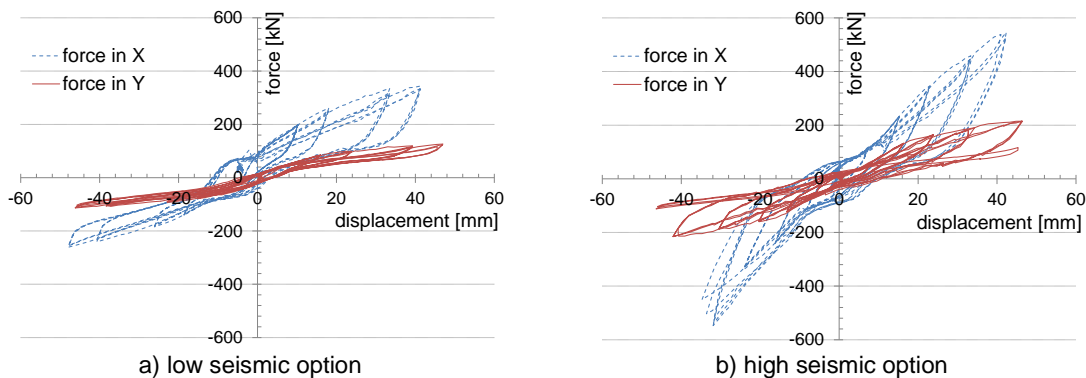 600
force [kN]
force in X
force in Y
400
200
0
-60
-40
-20
0
20
40
60
displacement [mm]
-200
-400
-600
a) low seismic option
600
force [kN]
force in X
force in Y
400
200
0
-60
-40
-20
0
20
40
60
displacement [mm]
-200
-400
-600
b) high seismic option